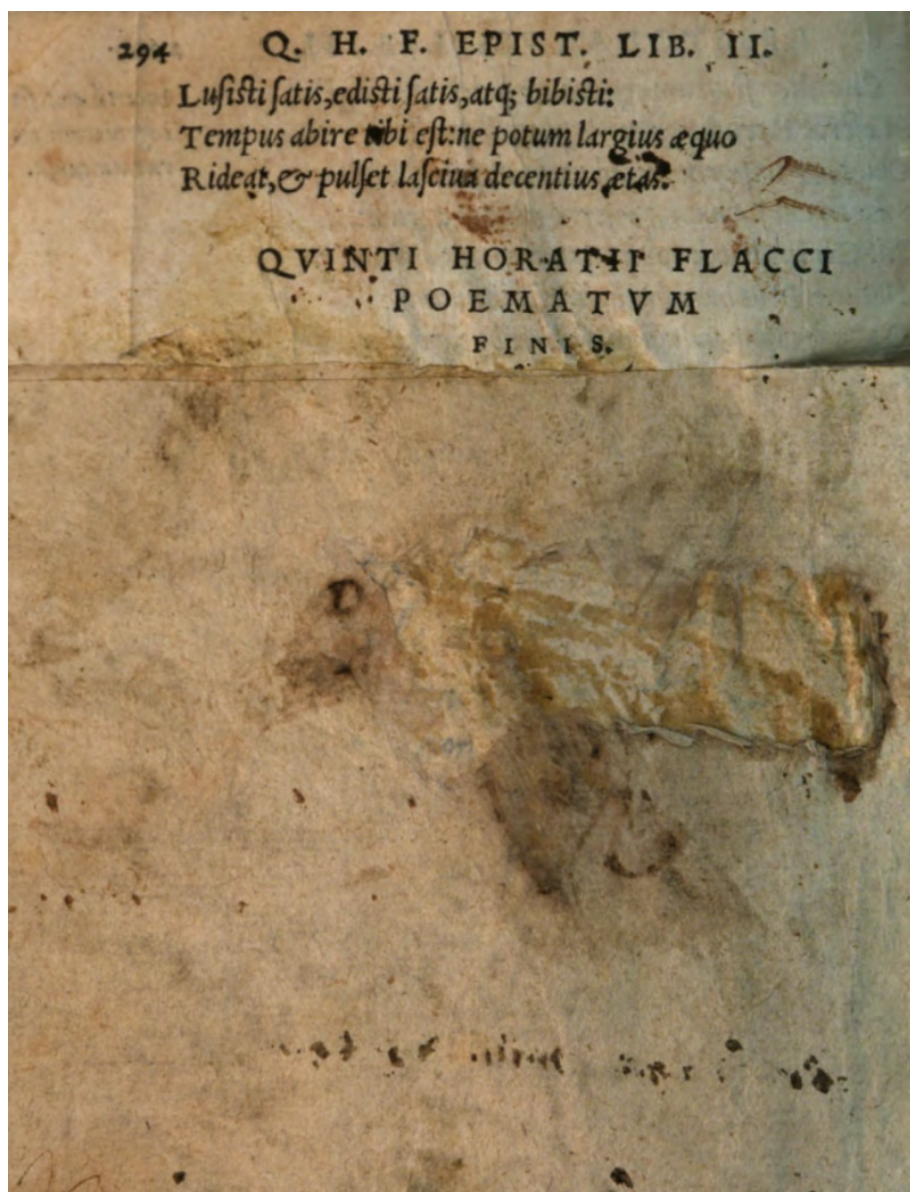 294 Q. H. F. EPIST. LIB. II.
Luſiſti ſatis, ediſti ſatis, atq; bibiſti:
Tempus abire tibi eſt: ne potum largius æquo
Rideat, & pulſet laſciua decentius ætas.
QVINTI HORATII FLACCI
POEMATVM
FINIS.